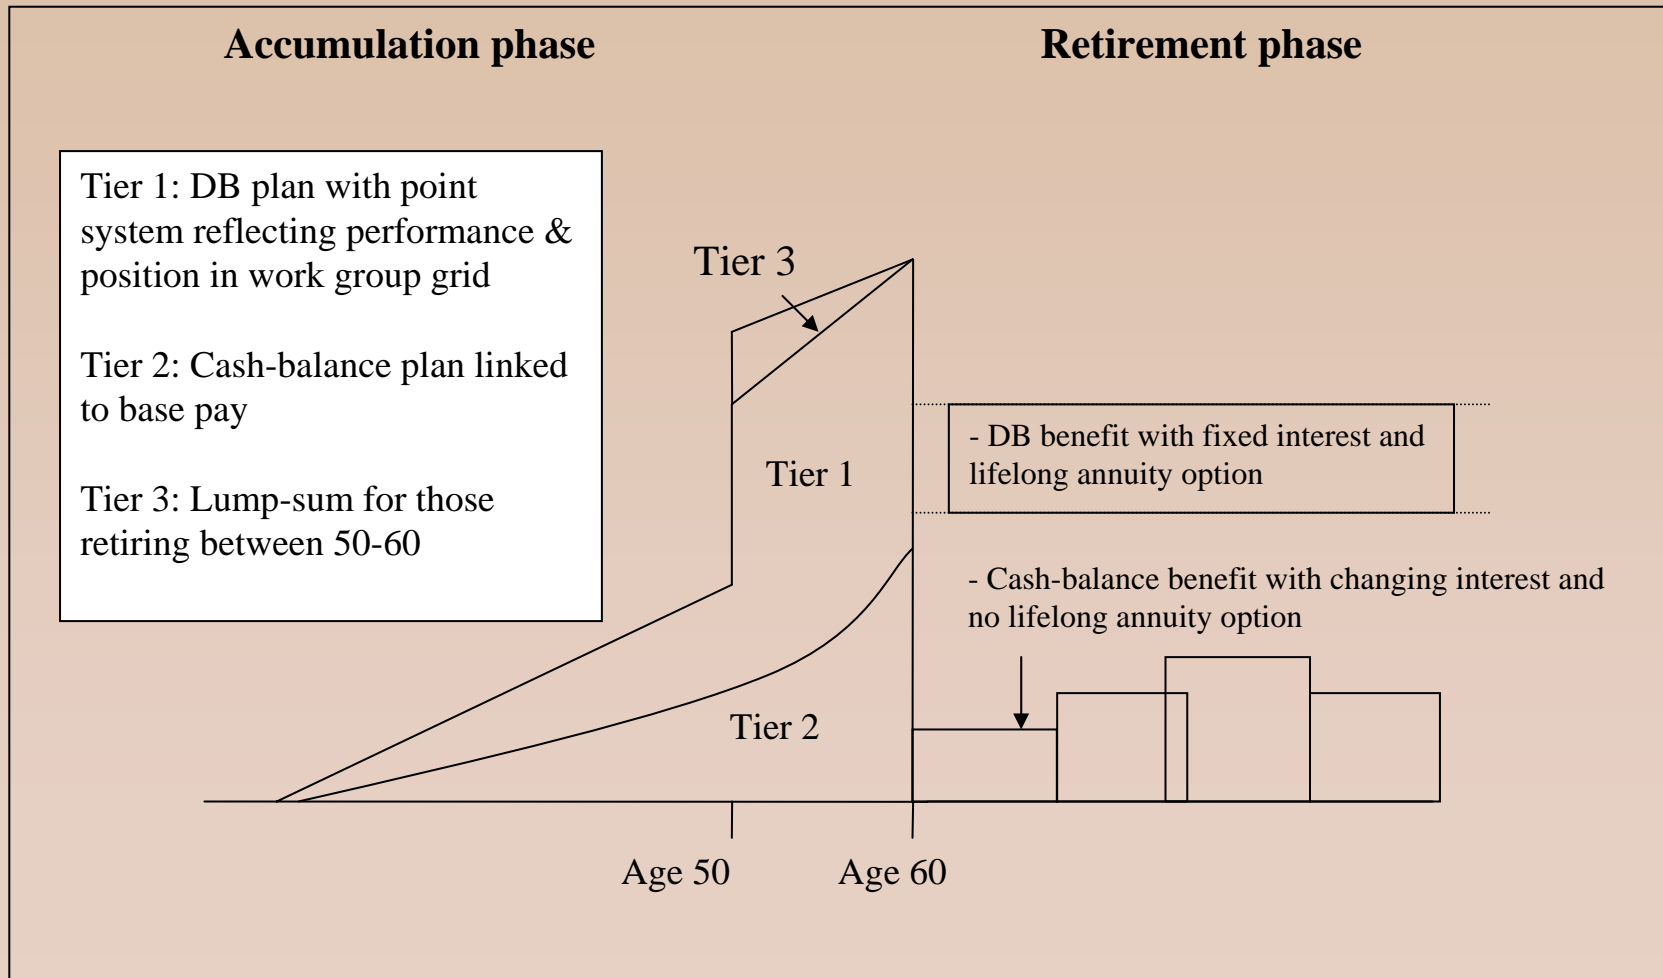 Accumulation phase
Retirement phase
Tier 1: DB plan with point
system reflecting performance &
position in work group grid
Tier 2: Cash-balance plan linked
to base pay
Tier 3: Lump-sum for those
retiring between 50-60
Tier 3
Tier 1
- DB benefit with fixed interest and
lifelong annuity option
- Cash-balance benefit with changing interest and
no lifelong annuity option
Tier 2
Age 50
Age 60